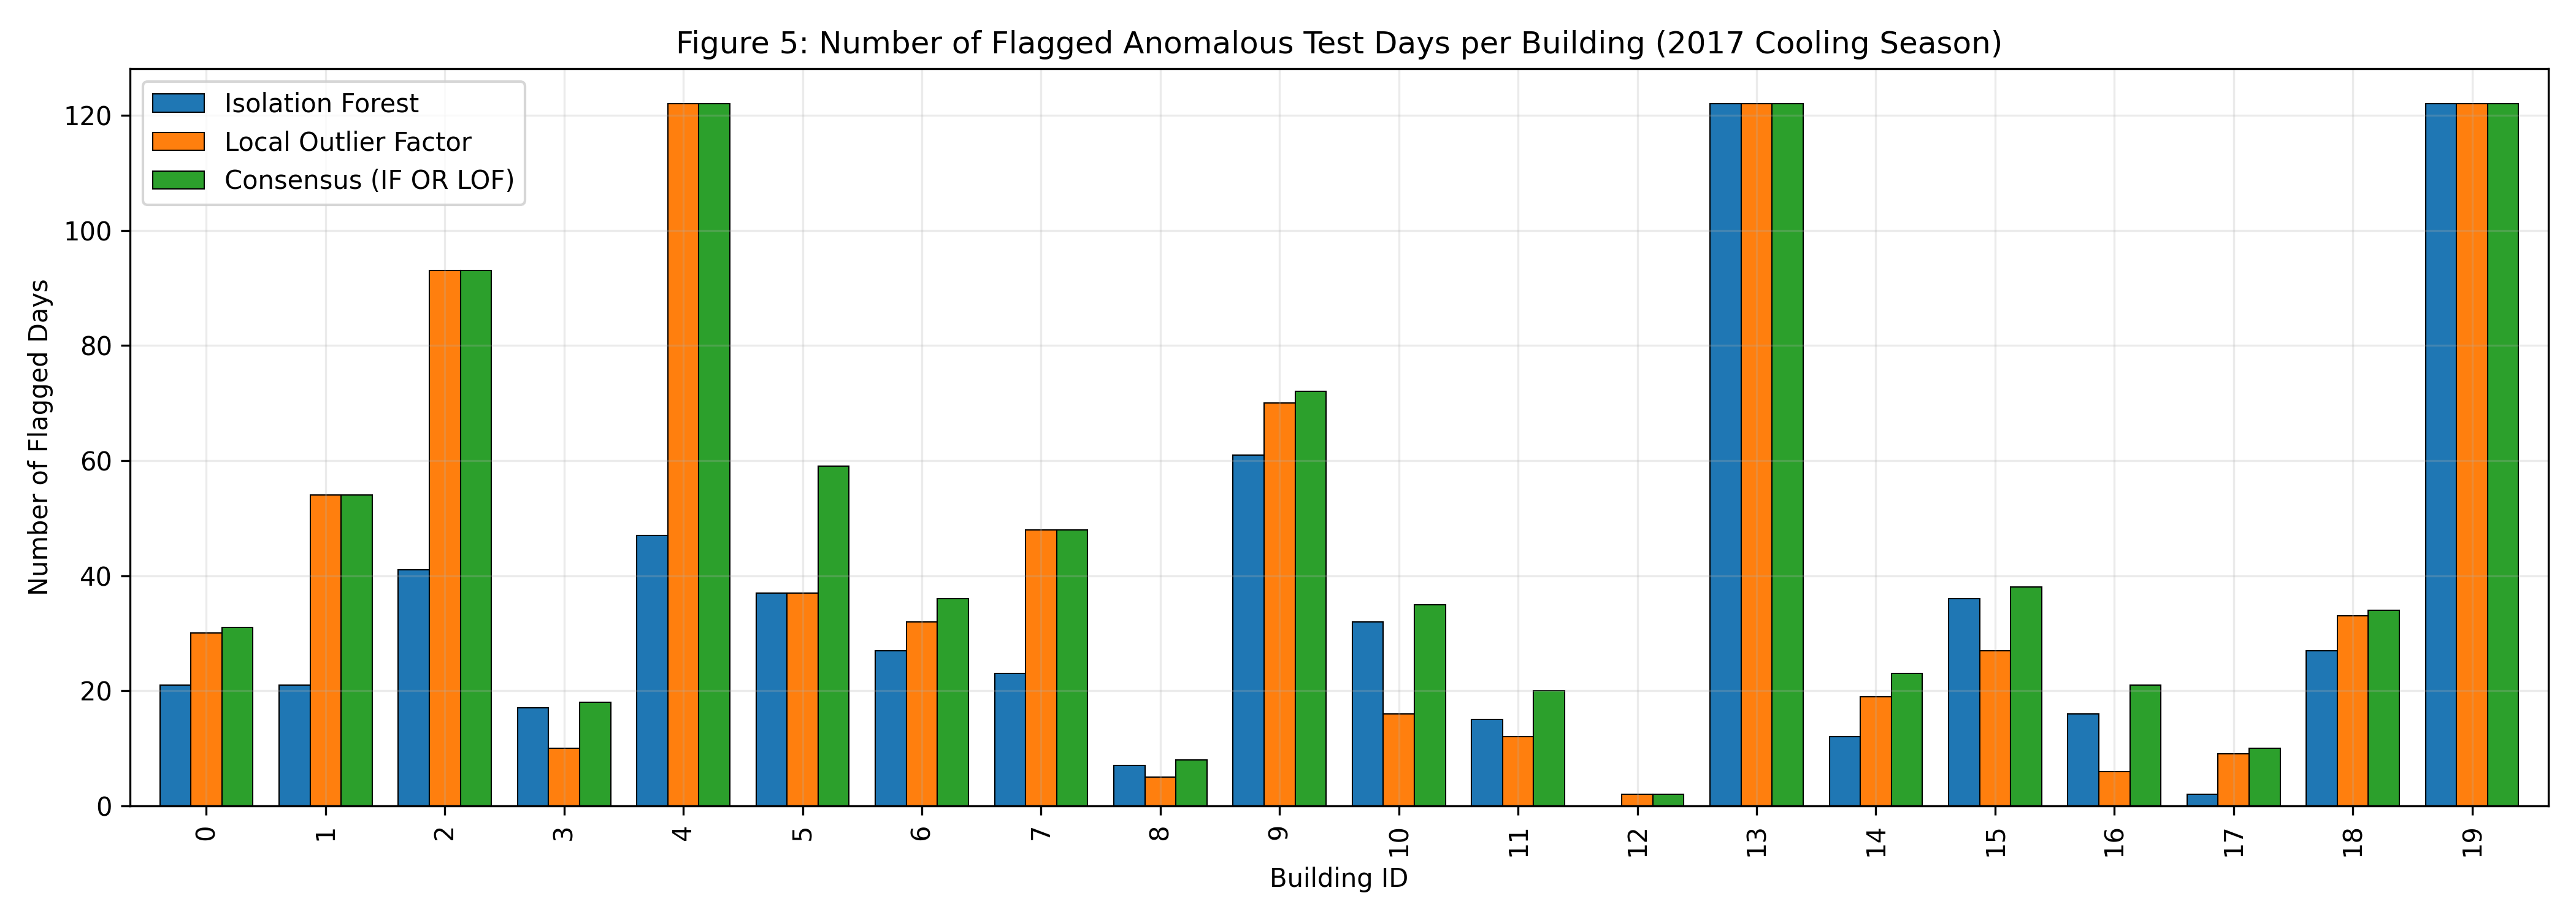 Figure 5: Number of Flagged Anomalous Test Days per Building (2017 Cooling Season)
Isolation Forest
Local Outlier Factor
Consensus (IF OR LOF)
Number of Flagged Days
120
100
80
60
40
20
0
0 1 2 3 4 5 6 7 8 9 10 11 12 13 14 15 16 17 18 19
Building ID